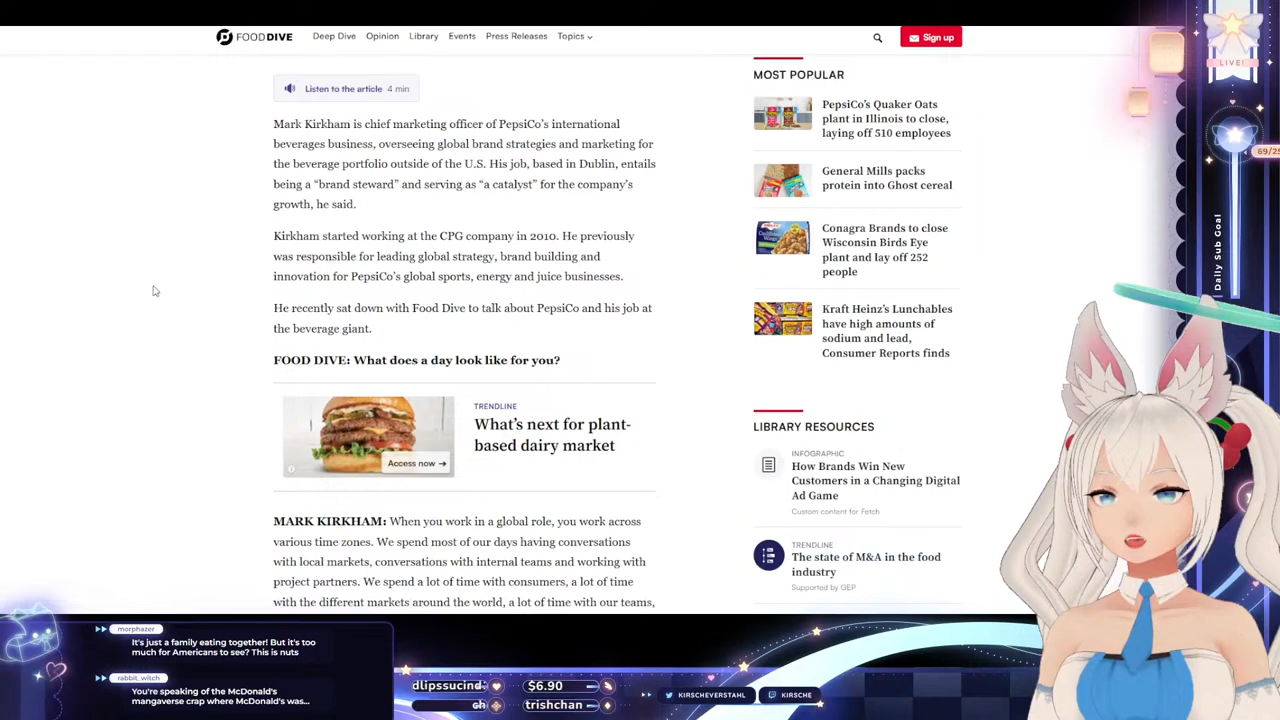 FOODDIVE
Deep Dive Opinion Library Events Press Releases Topics
Sign up
LIVE!
Listen to the article 4 min
Mark Kirkham is chief marketing officer of PepsiCo's international
beverages business, overseeing global brand strategies and marketing for
the beverage portfolio outside of the U.S. His job, based in Dublin, entails
being a “brand steward” and serving as “a catalyst” for the company's
growth, he said.
Kirkham started working at the CPG company in 2010. He previously
was responsible for leading global strategy, brand building and
innovation for PepsiCo's global sports, energy and juice businesses.
He recently sat down with Food Dive to talk about PepsiCo and his job at
the beverage giant.
FOOD DIVE: What does a day look like for you?
Access now →
TRENDLINE
What's next for plant-
based dairy market
MARK KIRKHAM: When you work in a global role, you work across
various time zones. We spend most of our days having conversations
with local markets, conversations with internal teams and working with
project partners. We spend a lot of time with consumers, a lot of time
with the different markets around the world, a lot of time with our teams,
MOST POPULAR
PepsiCo's Quaker Oats
plant in Illinois to close,
laying off 510 employees
General Mills packs
protein into Ghost cereal
Conagra Brands to close
Wisconsin Birds Eye
plant and lay off 252
people
Kraft Heinz's Lunchables
have high amounts of
sodium and lead,
Consumer Reports finds
LIBRARY RESOURCES
INFOGRAPHIC
How Brands Win New
Customers in a Changing Digital
Ad Game
Custom content for Fetch
TRENDLINE
The state of M&A in the food
industry
Supported by GEP
69/25
Daily Sub Goal
morphazer
It's just a family eating together! But it's too
much for Americans to see? This is nuts
rabbit_witch
You're speaking of the McDonald's
mangaverse crap where McDonald's was...
dlipssucind
$6.90
trishchan
KIRSCHEVERSTAHL
KIRSCHE